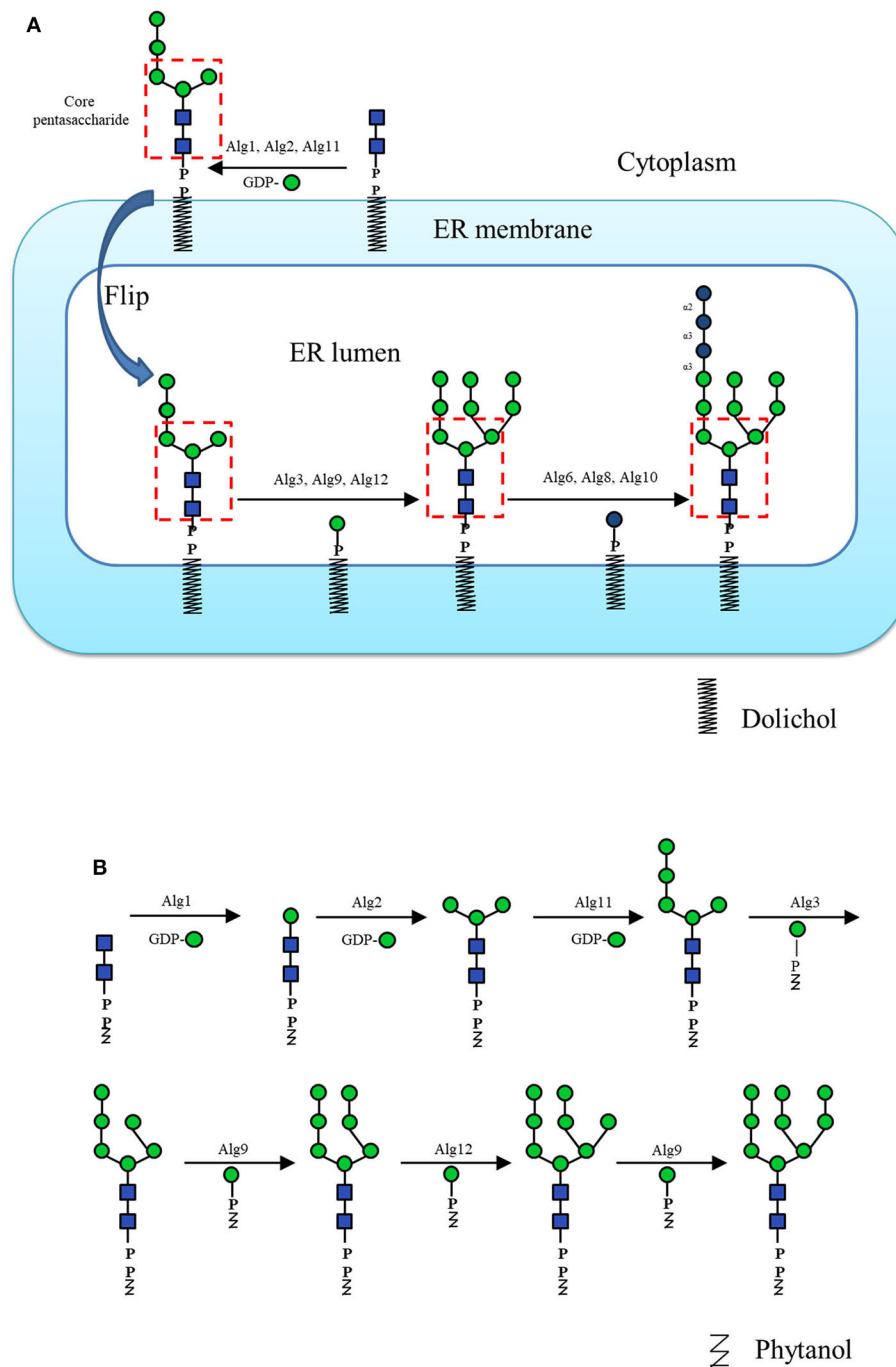 A
Core
pentasaccharide
P
P
Alg1, Alg2, Alg11
GDP-
P
P
Cytoplasm
ER membrane
Flip
ER lumen
α2
α3
α3
Alg3, Alg9, Alg12
Alg6, Alg8, Alg10
P
P
P
P
P
P
P
P
Dolichol
B
Alg1
GDP-
Alg2
GDP-
Alg11
GDP-
Alg3
P
P
P
P
P
P
P
P
P
Alg9
P
Alg12
P
Alg9
P
P
P
P
P
P
P
P
P
Phytanol